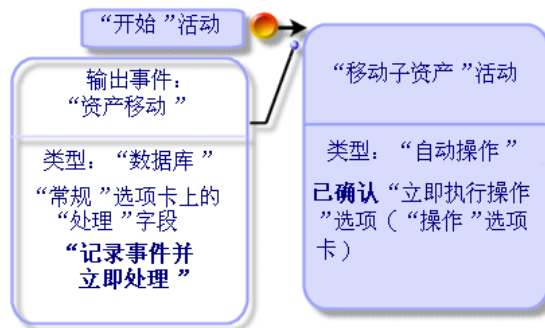 “开始”活动
输出事件：
“资产移动”
类型：“数据库”
“常规”选项卡上的
“处理”字段
“记录事件并
立即处理”
“移动子资产”活动
类型：“自动操作”
已确认“立即执行操作
”选项（“操作”选项
卡）